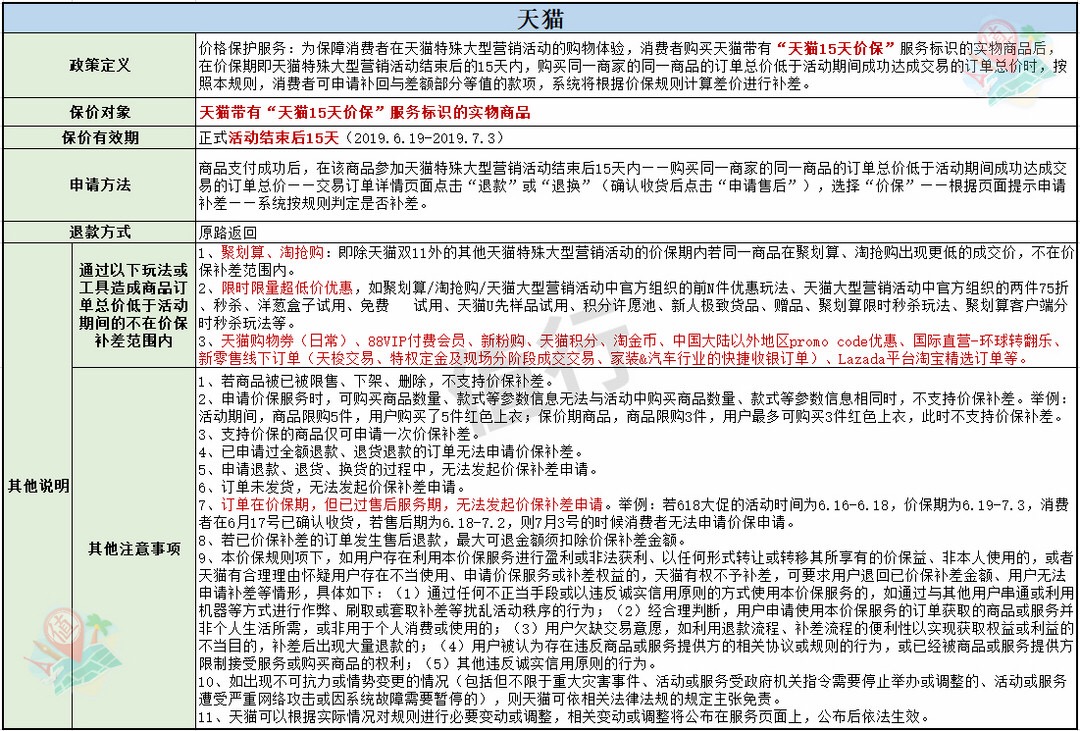 天猫
政策定义
价格保护服务：为保障消费者在天猫特殊大型营销活动的购物体验，消费者购买天猫带有“天猫15天价保”服务标识的实物商品后，
在价保期即天猫特殊大型营销活动结束后的15天内，购买同一商家的同一商品的订单总价低于活动期间成功达成交易的订单总价时，按
照本规则，消费者可申请补回与差额部分等值的款项，系统将根据价保规则计算差价进行补差。
保价对象
天猫带有“天猫15天价保”服务标识的实物商品
保价有效期
正式活动结束后15天（2019.6.19-2019.7.3）
申请方法
商品支付成功后，在该商品参加天猫特殊大型营销活动结束后15天内——购买同一商家的同一商品的订单总价低于活动期间成功达成交
易的订单总价——交易订单详情页面点击“退款”或“退换”（确认收货后点击“申请售后”），选择“价保”——根据页面提示申请
补差——系统按规则判定是否补差。
退款方式
原路返回
其他说明
通过以下玩法或
工具造成商品订
单总价低于活动
期间的不在价保
补差范围内
1、聚划算、淘抢购：即除天猫双11外的其他天猫特殊大型营销活动的价保期内若同一商品在聚划算、淘抢购出现更低的成交价，不在价
保补差范围内。
2、限时限量超低价优惠，如聚划算/淘抢购/天猫大型营销活动中官方组织的前N件优惠玩法、天猫大型营销活动中官方组织的两件75折
、秒杀、洋葱盒子试用、免费 试用、天猫U先样品试用、积分许愿池、新人极致货品、赠品、聚划算限时秒杀玩法、聚划算客户端分
时秒杀玩法等。
3、天猫购物券（日常）、88VIP付费会员、新粉购、天猫积分、淘金币、中国大陆以外地区promo code优惠、国际直营-环球转翻乐、
新零售线下订单（天梭交易、特权定金及现场分阶段成交交易、家装&汽车行业的快捷收银订单）、Lazada平台淘宝精选订单等。
其他注意事项
1、若商品被已被限售、下架、删除，不支持价保补差。
2、申请价保服务时，可购买商品数量、款式等参数信息无法与活动中购买商品数量、款式等参数信息相同时，不支持价保补差。举例：
活动期间，商品限购5件，用户购买了5件红色上衣；保价期商品，商品限购3件，用户最多可购买3件红色上衣，此时不支持价保补差。
3、支持价保的商品仅可申请一次价保补差。
4、已申请过全额退款、退货退款的订单无法申请价保补差。
5、申请退款、退货、换货的过程中，无法发起价保补差申请。
6、订单未发货，无法发起价保补差申请。
7、订单在价保期，但已过售后服务期，无法发起价保补差申请。举例：若618大促的活动时间为6.16-6.18，价保期为6.19-7.3，消费
者在6月17号已确认收货，若售后期为6.18-7.2，则7月3号的时候消费者无法申请价保申请。
8、若已价保补差的订单发生售后退款，最大可退金额须扣除价保补差金额。
9、本价保规则项下，如用户存在利用本价保服务进行盈利或非法获利、以任何形式转让或转移其所享有的价保益、非本人使用的，或者
天猫有合理理由怀疑用户存在不当使用、申请价保服务或补差权益的，天猫有权不予补差，可要求用户退回已价保补差金额、用户无法
申请补差等情形，具体如下：（1）通过任何不正当手段或以违反诚实信用原则的方式使用本价保服务的，如通过与其他用户串通或利用
机器等方式进行作弊、刷取或套取补差等扰乱活动秩序的行为；（2）经合理判断，用户申请使用本价保服务的订单获取的商品或服务并
非个人生活所需，或非用于个人消费或使用的；（3）用户欠缺交易意愿，如利用退款流程、补差流程的便利性以实现获取权益或利益的
不当目的，补差后出现大量退款的；（4）用户被认为存在违反商品或服务提供方的相关协议或规则的行为，或已经被商品或服务提供方
限制接受服务或购买商品的权利；（5）其他违反诚实信用原则的行为。
10、如出现不可抗力或情势变更的情况（包括但不限于重大灾害事件、活动或服务受政府机关指令需要停止举办或调整的、活动或服务
遭受严重网络攻击或因系统故障需要暂停的），则天猫可依相关法律法规的规定主张免责。
11、天猫可以根据实际情况对规则进行必要变动或调整，相关变动或调整将公布在服务页面上，公布后依法生效。